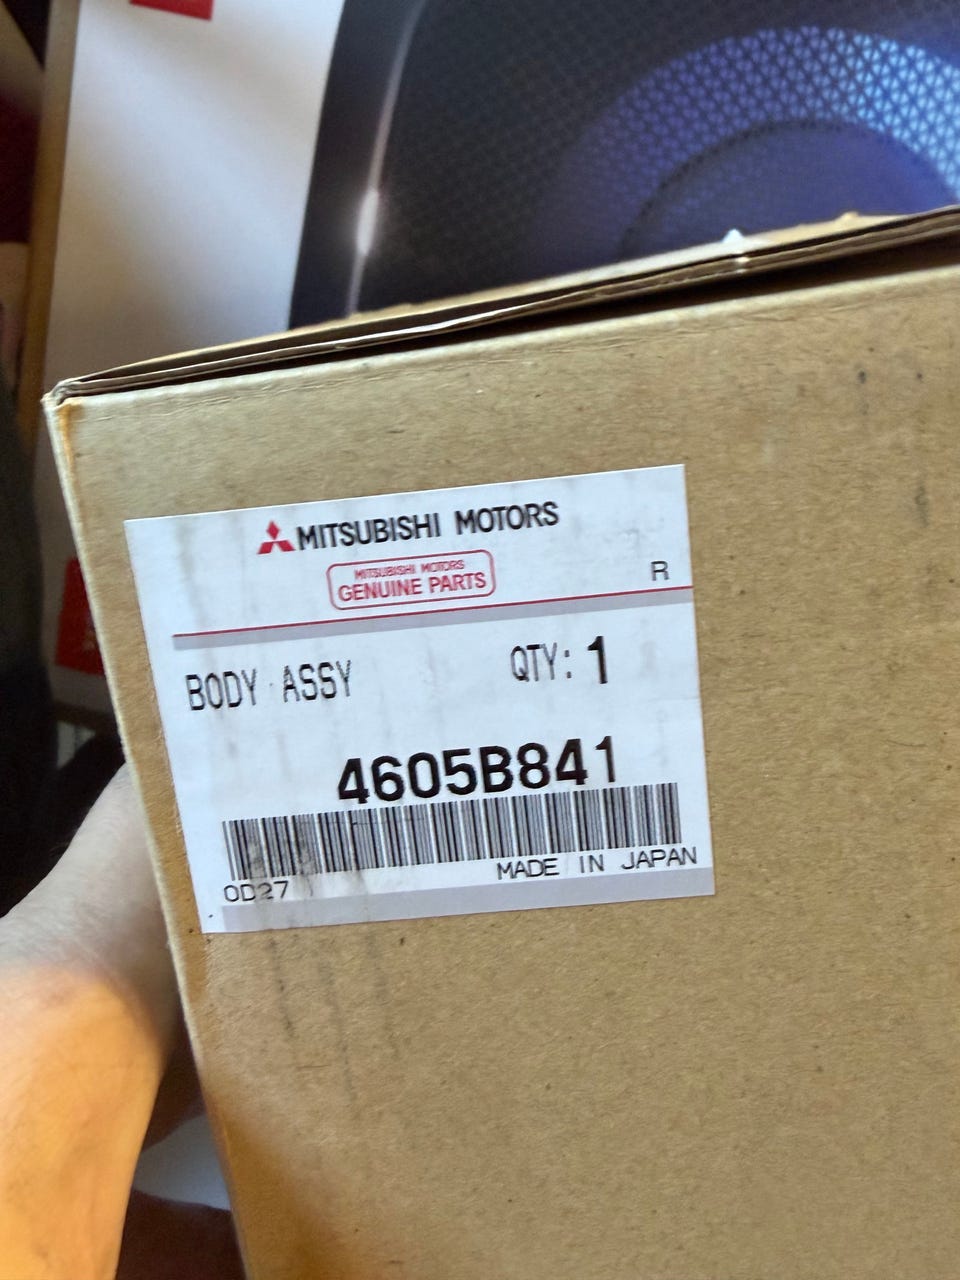 MITSUBISHI MOTORS
MITSUBISHI MOTORS
GENUINE PARTS
R
BODY ASSY QTY: 1
4605B841
0D27 MADE IN JAPAN